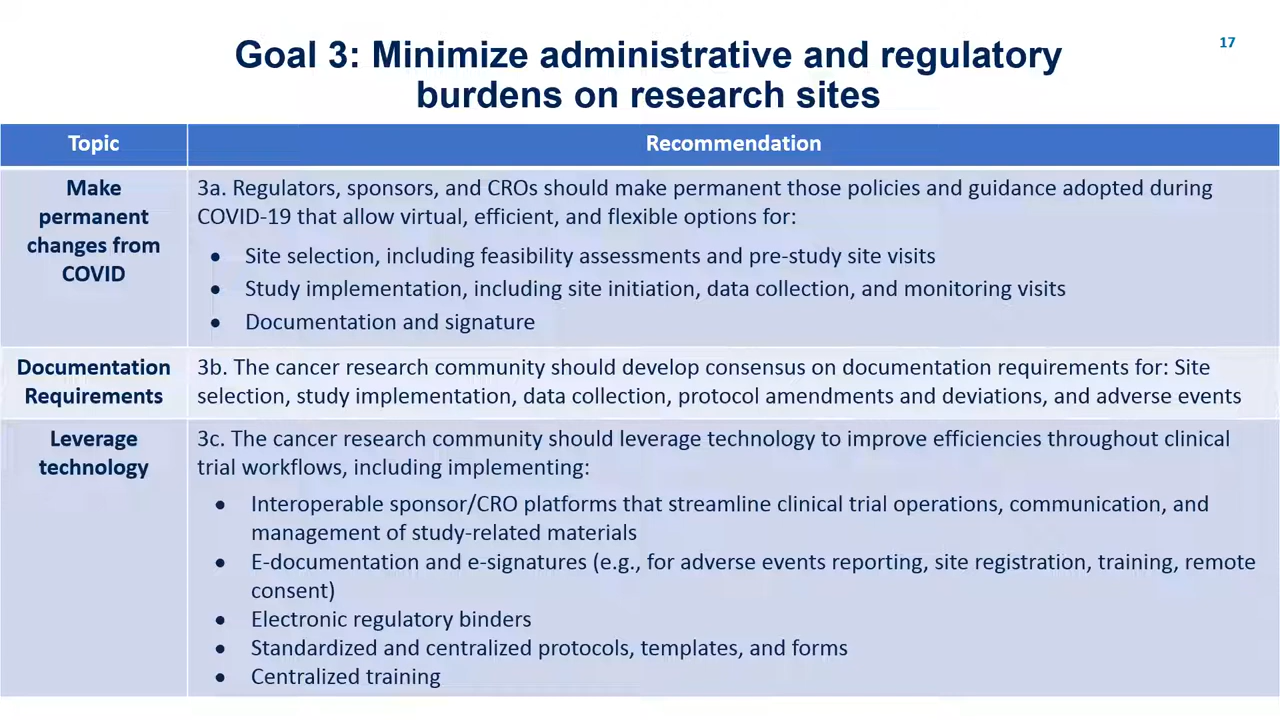 Goal 3: Minimize administrative and regulatory
burdens on research sites
17
Topic
Recommendation
Make
permanent
changes from
COVID
3a. Regulators, sponsors, and CROs should make permanent those policies and guidance adopted during
COVID-19 that allow virtual, efficient, and flexible options for:
• Site selection, including feasibility assessments and pre-study site visits
• Study implementation, including site initiation, data collection, and monitoring visits
• Documentation and signature
Documentation
Requirements
3b. The cancer research community should develop consensus on documentation requirements for: Site
selection, study implementation, data collection, protocol amendments and deviations, and adverse events
Leverage
technology
3c. The cancer research community should leverage technology to improve efficiencies throughout clinical
trial workflows, including implementing:
• Interoperable sponsor/CRO platforms that streamline clinical trial operations, communication, and
management of study-related materials
• E-documentation and e-signatures (e.g., for adverse events reporting, site registration, training, remote
consent)
• Electronic regulatory binders
• Standardized and centralized protocols, templates, and forms
• Centralized training